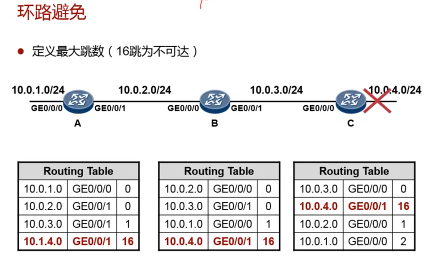 环路避免
● 定义最大跳数（16跳为不可达）
10.0.1.0/24 10.0.2.0/24 10.0.3.0/24 10.0.4.0/24
GE0/0/0 GE0/0/1 GE0/0/0 GE0/0/1 GE0/0/0
A B C
Routing Table
10.0.1.0 GE0/0/0 0
10.0.2.0 GE0/0/1 0
10.0.3.0 GE0/0/1 1
10.1.4.0 GE0/0/1 16
Routing Table
10.0.2.0 GE0/0/0 0
10.0.3.0 GE0/0/1 0
10.0.1.0 GE0/0/0 1
10.0.4.0 GE0/0/1 16
Routing Table
10.0.3.0 GE0/0/0 0
10.0.4.0 GE0/0/1 16
10.0.2.0 GE0/0/0 1
10.0.1.0 GE0/0/0 2